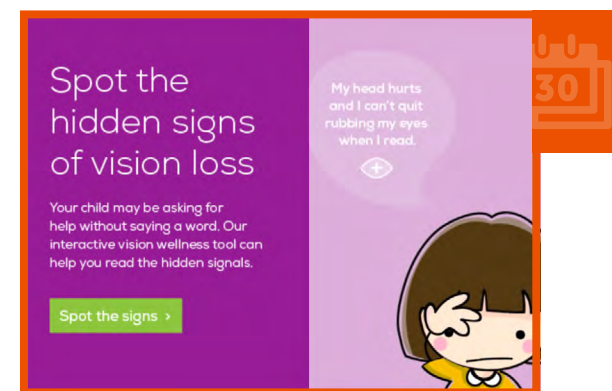 Spot the
hidden signs
of vision loss
Your child may be asking for
help without saying a word. Our
interactive vision wellness tool can
help you read the hidden signals.
Spot the signs >
My head hurts
and I can't quit
rubbing my eyes
when I read.
30